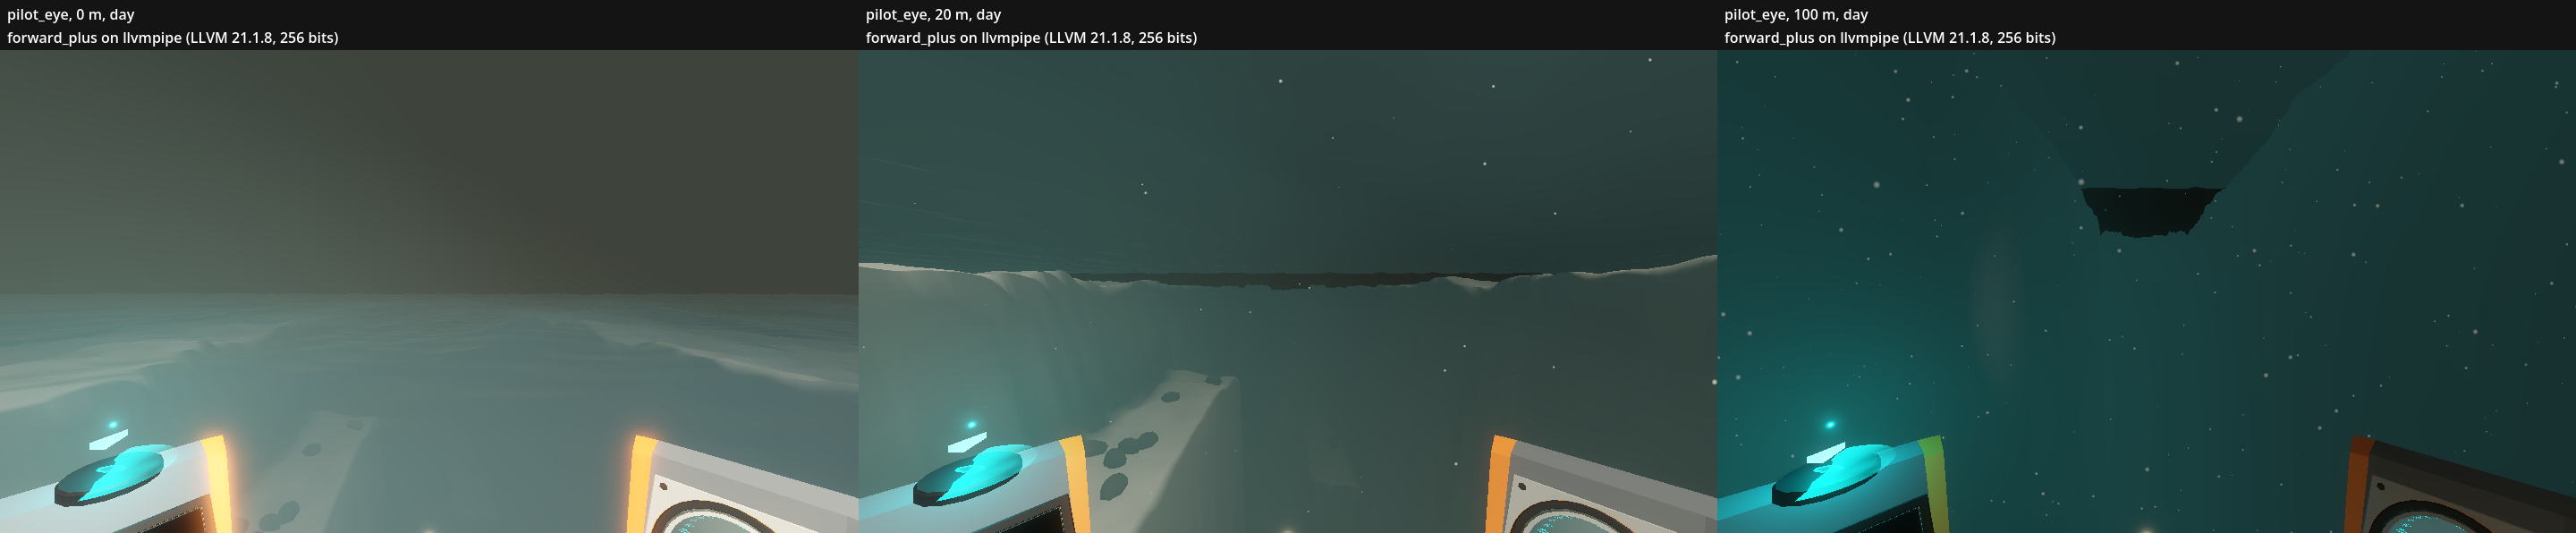 pilot_eye, 0 m, day
forward_plus on llvmpipe (LLVM 21.1.8, 256 bits)
pilot_eye, 20 m, day
forward_plus on llvmpipe (LLVM 21.1.8, 256 bits)
pilot_eye, 100 m, day
forward_plus on llvmpipe (LLVM 21.1.8, 256 bits)